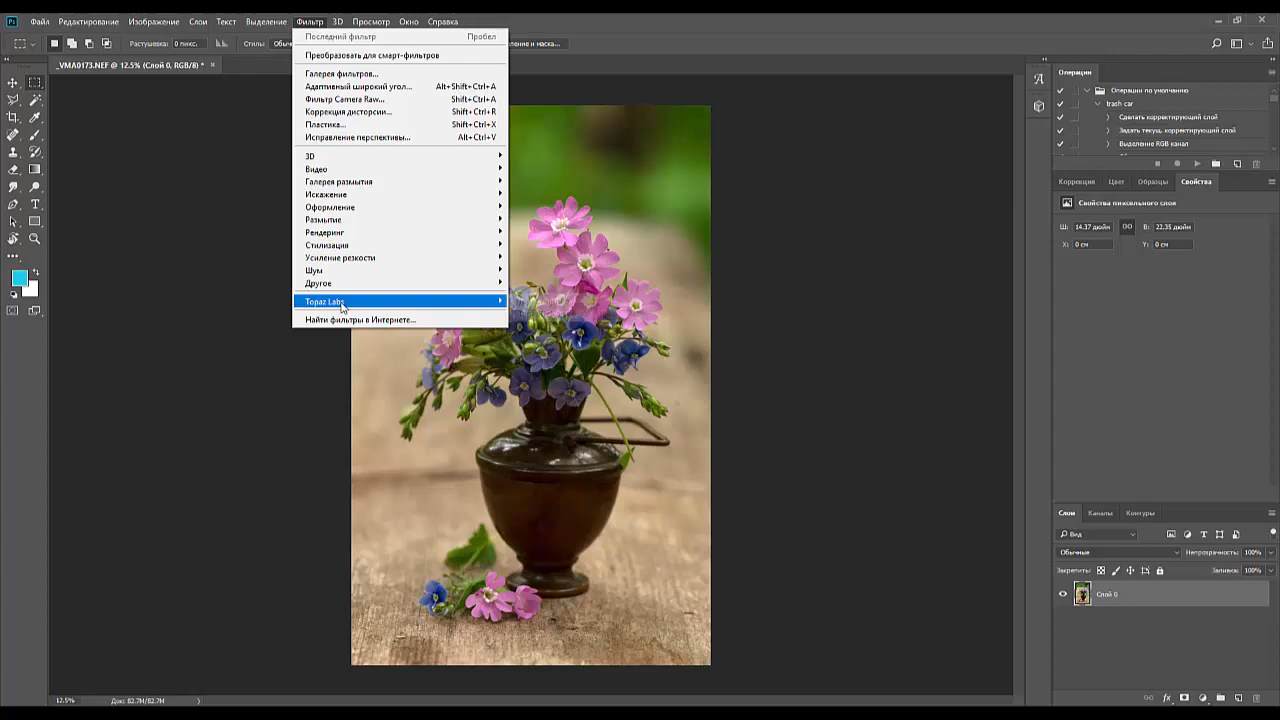 Ps Файл Редактирование Изображение Слои Текст Выделение Фильтр 3D Просмотр Окно Справка
Растушевка: 0 пикс. Стили: Обыч ление и маска...
_VMA0173.NEF @ 12.5% (Слой 0, RGB/8) * ×
Последний фильтр Пробел
Преобразовать для смарт-фильтров
Галерея фильтров...
Адаптивный широкий угол... Alt+Shift+Ctrl+A
Фильтр Camera Raw... Shift+Ctrl+A
Коррекция дисторсии... Shift+Ctrl+R
Пластика... Shift+Ctrl+X
Исправление перспективы... Alt+Ctrl+V
3D
Видео
Галерея размытия
Искажение
Оформление
Размытие
Рендеринг
Стилизация
Усиление резкости
Шум
Другое
Topaz Labs
Найти фильтры в Интернете...
Операции
Операции по умолчанию
trash car
Сделать корректирующий слой
Задать текущ. корректирующий слой
Выделение RGB канал
Коррекция Цвет Образцы Свойства
Свойства пиксельного слоя
Ш: 14.37 дюйм В: 22.35 дюйм
X: 0 см Y: 0 см
Слои Каналы Контуры
Вид
Обычные Непрозрачность: 100%
Закрепить: Заливка: 100%
Слой 0
fx
12.5% Док: 82.7M/82.7M